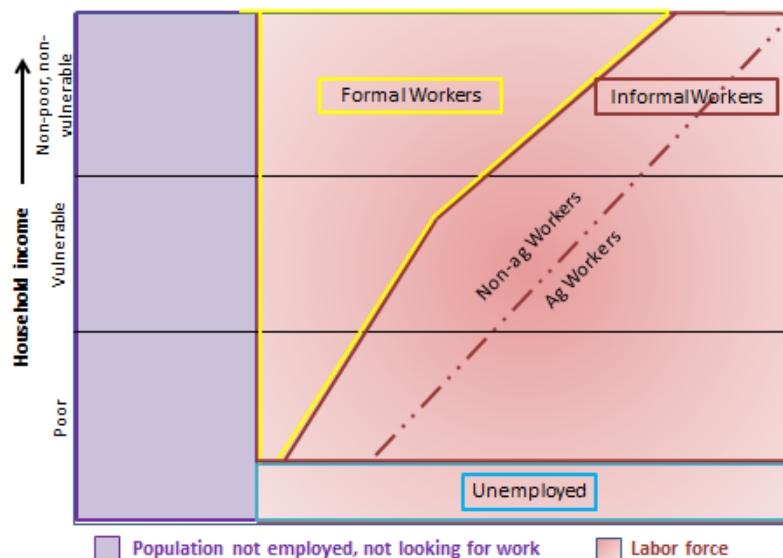 Household income
Non-poor, non-
vulnerable
Vulnerable
Poor
Formal Workers
Informal Workers
Non-ag Workers
Ag Workers
Unemployed
Population not employed, not looking for work
Labor force